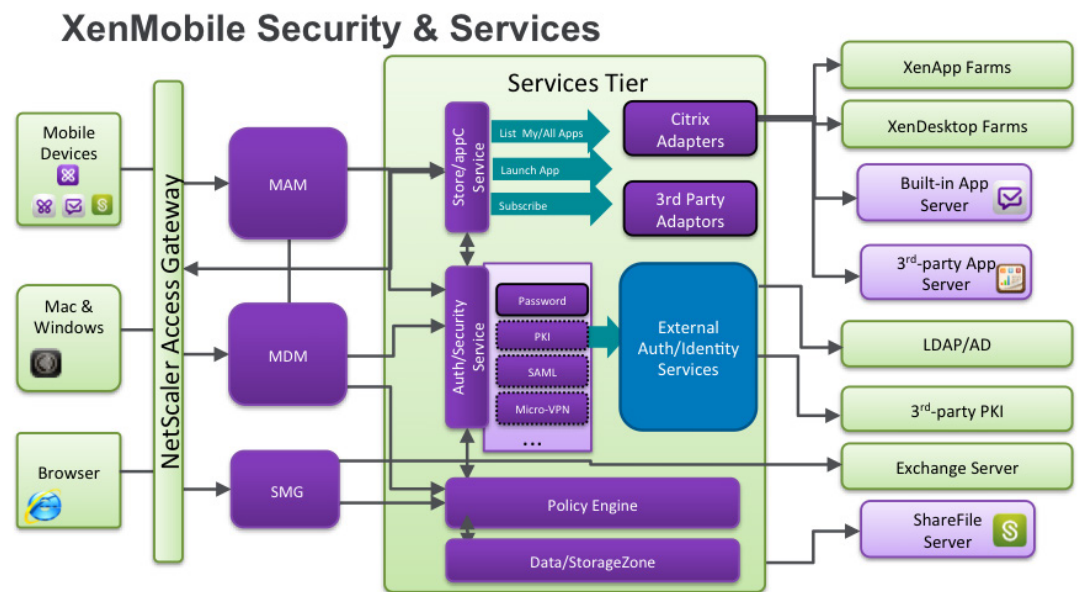 XenMobile Security & Services
Mobile
Devices
Mac &
Windows
Browser
NetScaler Access Gateway
MAM
MDM
SMG
Services Tier
Store/appC
Service
List My/All Apps
Launch App
Subscribe
Citrix
Adapters
3rd Party
Adaptors
Auth/Security
Service
Password
PKI
SAML
Micro-VPN
...
External
Auth/Identity
Services
Policy Engine
Data/StorageZone
XenApp Farms
XenDesktop Farms
Built-in App
Server
3rd-party App
Server
LDAP/AD
3rd-party PKI
Exchange Server
ShareFile
Server